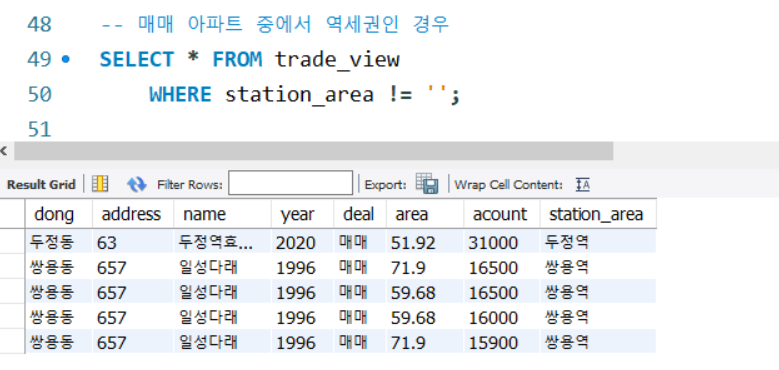 48 -- 매매 아파트 중에서 역세권인 경우
49 SELECT * FROM trade_view
50 WHERE station_area != '';
51
Result Grid Filter Rows: Export: Wrap Cell Content: IA
dong address name year deal area acount station_area
두정동 63 두정역효... 2020 매매 51.92 31000 두정역
쌍용동 657 일성다래 1996 매매 71.9 16500 쌍용역
쌍용동 657 일성다래 1996 매매 59.68 16500 쌍용역
쌍용동 657 일성다래 1996 매매 59.68 16000 쌍용역
쌍용동 657 일성다래 1996 매매 71.9 15900 쌍용역